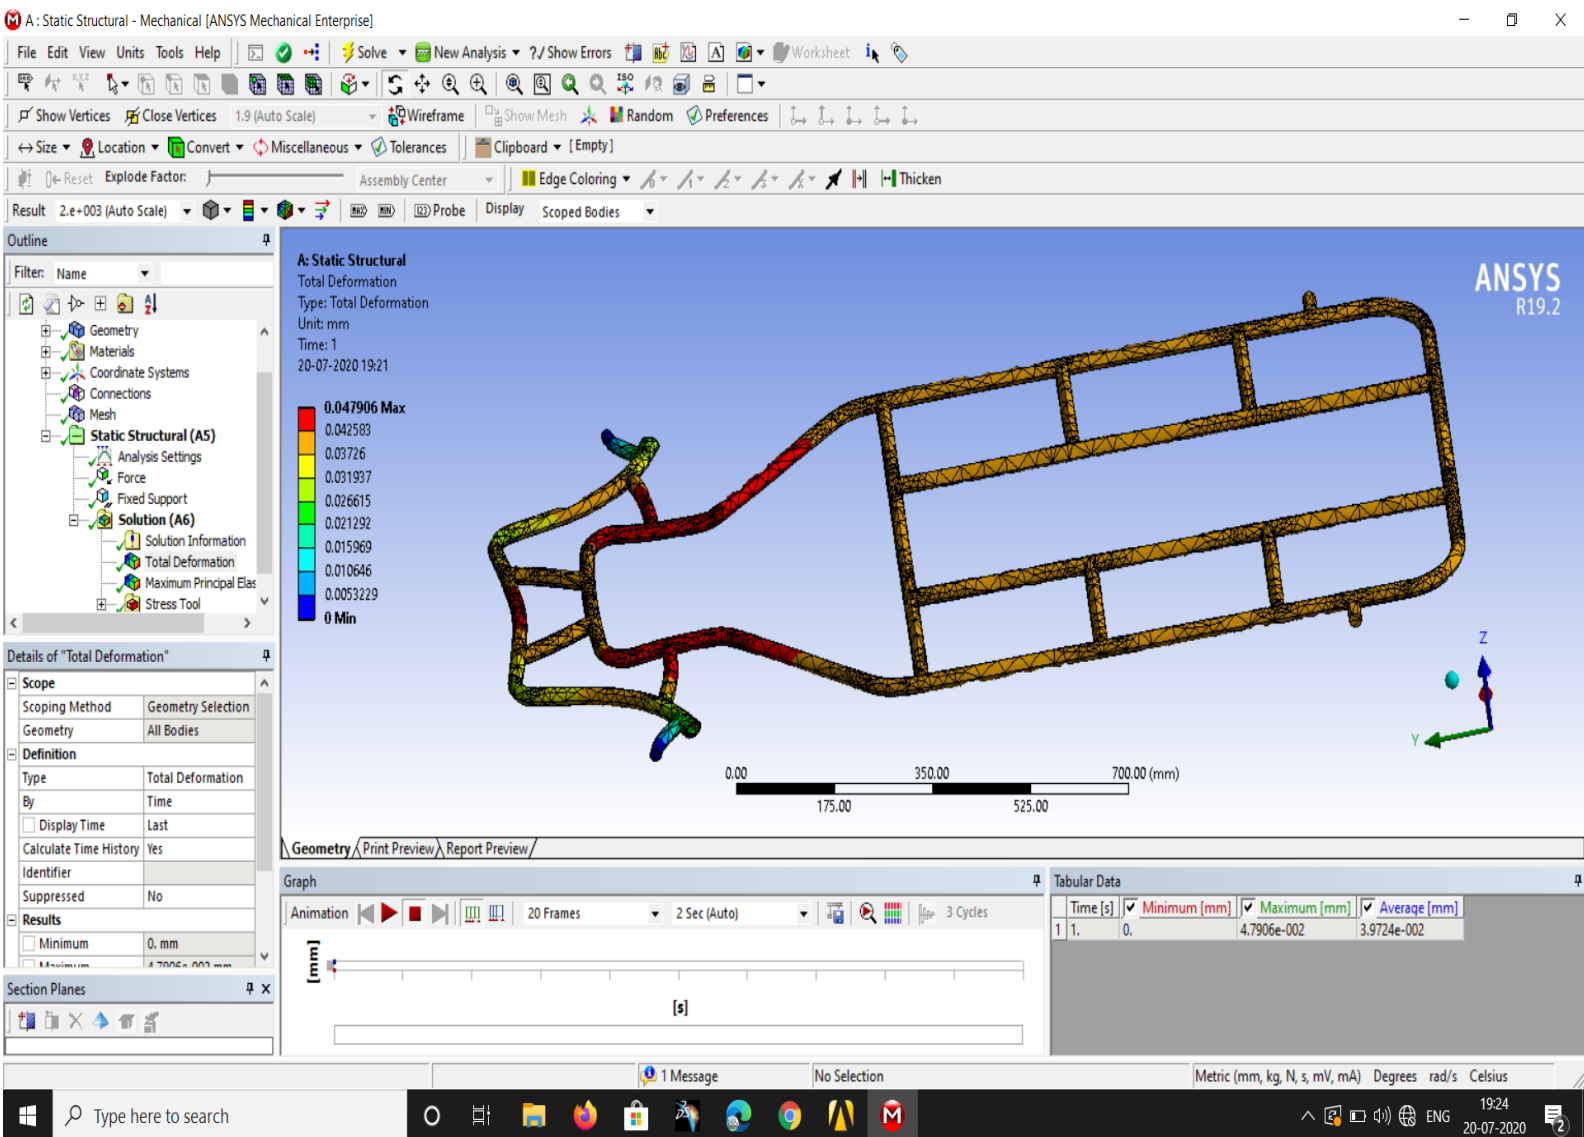 A : Static Structural - Mechanical [ANSYS Mechanical Enterprise]
File Edit View Units Tools Help Solve New Analysis ?/ Show Errors Worksheet
Show Vertices Close Vertices 1.9 (Auto Scale) Wireframe Show Mesh Random Preferences
Size Location Convert Miscellaneous Tolerances Clipboard [Empty]
Reset Explode Factor: Assembly Center Edge Coloring Thicken
Result 2.e+003 (Auto Scale) MAX MIN Probe Display Scoped Bodies
Outline
Filter: Name
Geometry
Materials
Coordinate Systems
Connections
Mesh
Static Structural (A5)
Analysis Settings
Force
Fixed Support
Solution (A6)
Solution Information
Total Deformation
Maximum Principal Elas
Stress Tool
Details of "Total Deformation"
Scope
Scoping Method Geometry Selection
Geometry All Bodies
Definition
Type Total Deformation
By Time
Display Time Last
Calculate Time History Yes
Identifier
Suppressed No
Results
Minimum 0. mm
Maximum 4.7906e-002 mm
Section Planes
A: Static Structural
Total Deformation
Type: Total Deformation
Unit: mm
Time: 1
20-07-2020 19:21
0.047906 Max
0.042583
0.03726
0.031937
0.026615
0.021292
0.015969
0.010646
0.0053229
0 Min
ANSYS
R19.2
Z
Y
0.00 350.00 700.00 (mm)
175.00 525.00
Geometry Print Preview Report Preview
Graph
Animation 20 Frames 2 Sec (Auto) 3 Cycles
[mm]
[s]
Tabular Data
Time [s] Minimum [mm] Maximum [mm] Average [mm]
1 1. 0. 4.7906e-002 3.9724e-002
1 Message No Selection Metric (mm, kg, N, s, mV, mA) Degrees rad/s Celsius
Type here to search
ENG
19:24
20-07-2020
2